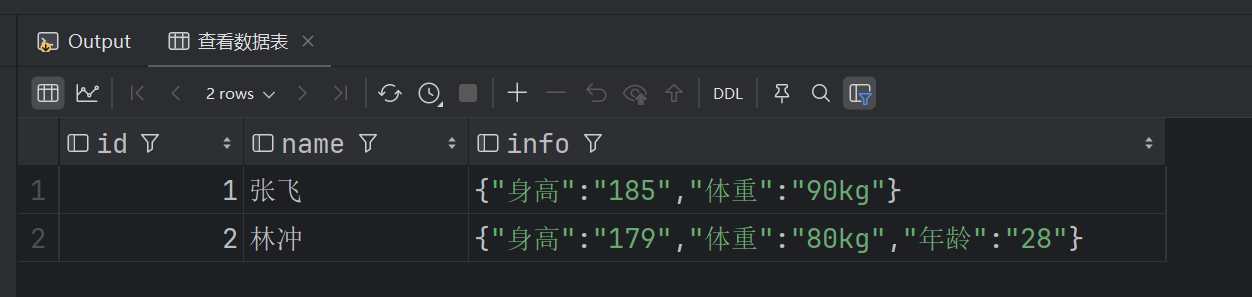 Output 查看数据表
2 rows DDL
id name info
1 1 张飞 {"身高":"185","体重":"90kg"}
2 2 林冲 {"身高":"179","体重":"80kg","年龄":"28"}